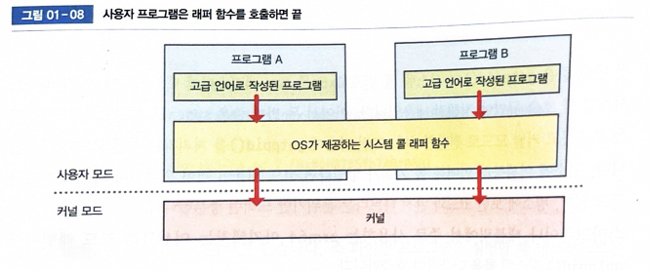 그림 01-08 사용자 프로그램은 래퍼 함수를 호출하면 끝
프로그램 A
프로그램 B
고급 언어로 작성된 프로그램
고급 언어로 작성된 프로그램
OS가 제공하는 시스템 콜 래퍼 함수
사용자 모드
커널 모드
커널